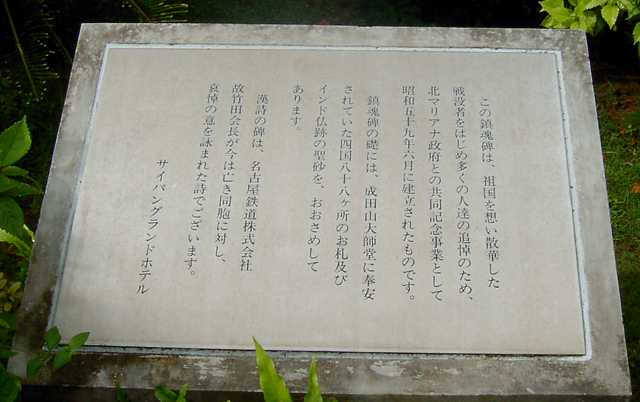 この鎮魂碑は、祖国を想い散華した
戦没者をはじめ多くの人達の追悼のため、
北マリアナ政府との共同記念事業として
昭和五十九年六月に建立されたものです。
鎮魂碑の礎には、成田山大師堂に奉安
されていた四国八十八ヶ所のお札及び
インド仏跡の聖砂を、おおさめして
あります。
漢詩の碑は、名古屋鉄道株式会社
故竹田会長が今は亡き同胞に対し、
哀悼の意を詠まれた詩でございます。
サイパングランドホテル